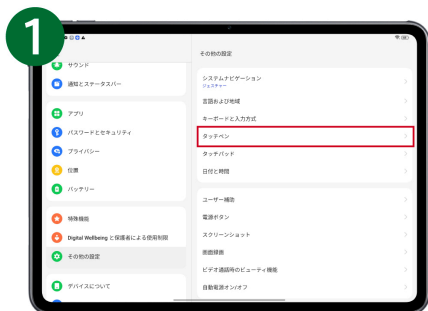 1
その他の設定
サウンド
通知とステータスバー
アプリ
パスワードとセキュリティ
プライバシー
位置
バッテリー
特殊機能
Digital Wellbeing と保護者による使用制限
その他の設定
デバイスについて
システムナビゲーション
ジェスチャー
言語および地域
キーボードと入力方式
タッチペン
タッチパッド
日付と時間
ユーザー補助
電源ボタン
スクリーンショット
画面録画
ビデオ通話時のビューティ機能
自動電源オン/オフ